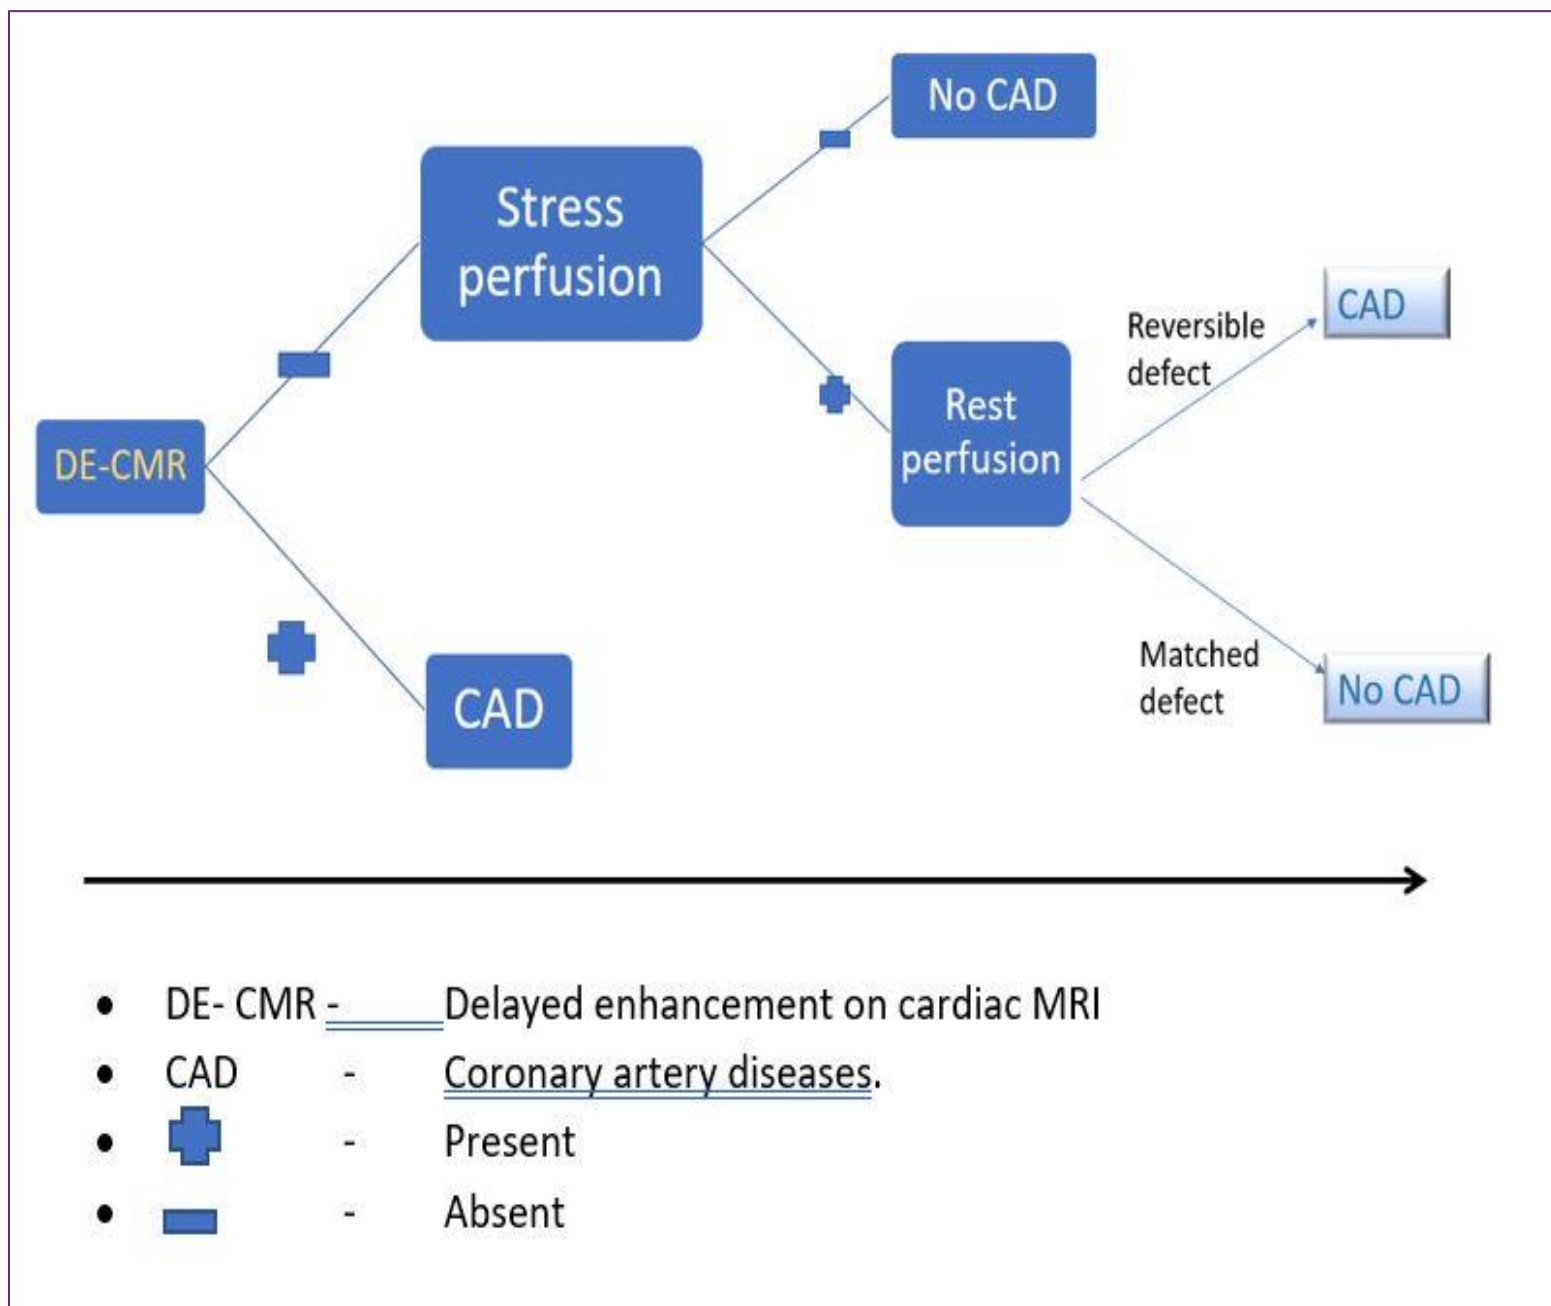 No CAD
Stress
perfusion
CAD
Reversible
defect
Rest
perfusion
DE-CMR
Matched
defect
No CAD
CAD
• DE- CMR - Delayed enhancement on cardiac MRI
• CAD - Coronary artery diseases.
• - Present
• - Absent